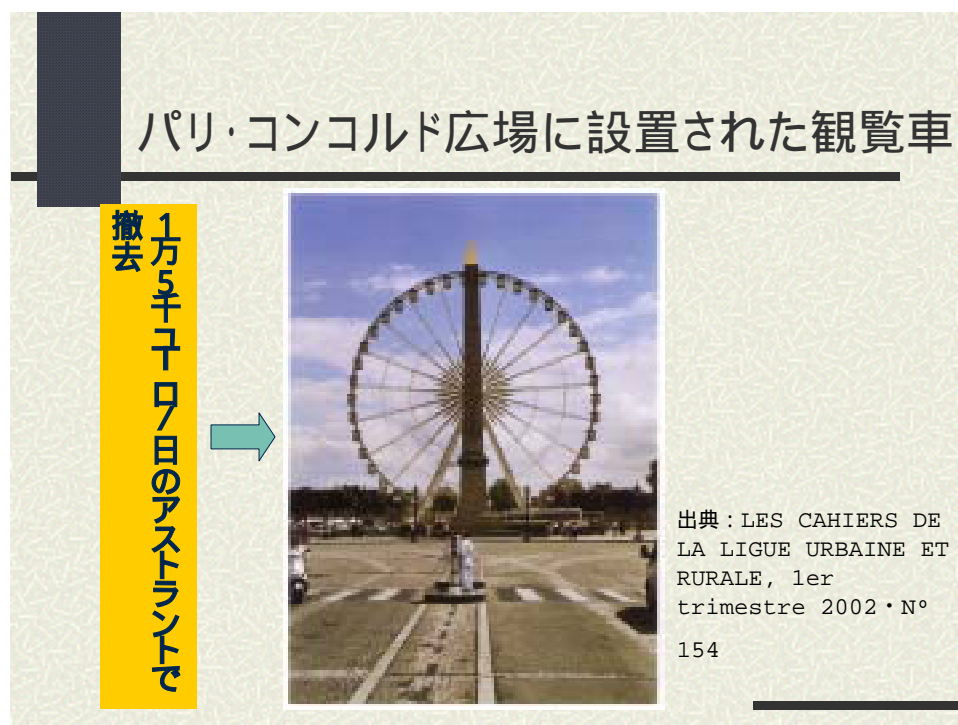 パリ・コンコルド広場に設置された観覧車
1万5千ユーロ/日のアストラントで
撤去
出典：LES CAHIERS DE
LA LIGUE URBAINE ET
RURALE, 1er
trimestre 2002・Nº
154